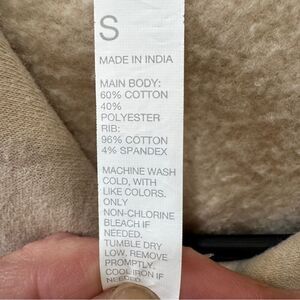 S
MADE IN INDIA
MAIN BODY:
60% COTTON
40%
POLYESTER
RIB:
96% COTTON
4% SPANDEX
MACHINE WASH
COLD, WITH
LIKE COLORS.
ONLY
NON-CHLORINE
BLEACH IF
NEEDED.
TUMBLE DRY
LOW. REMOVE
PROMPTLY.
COOL IRON IF
NEEDED.